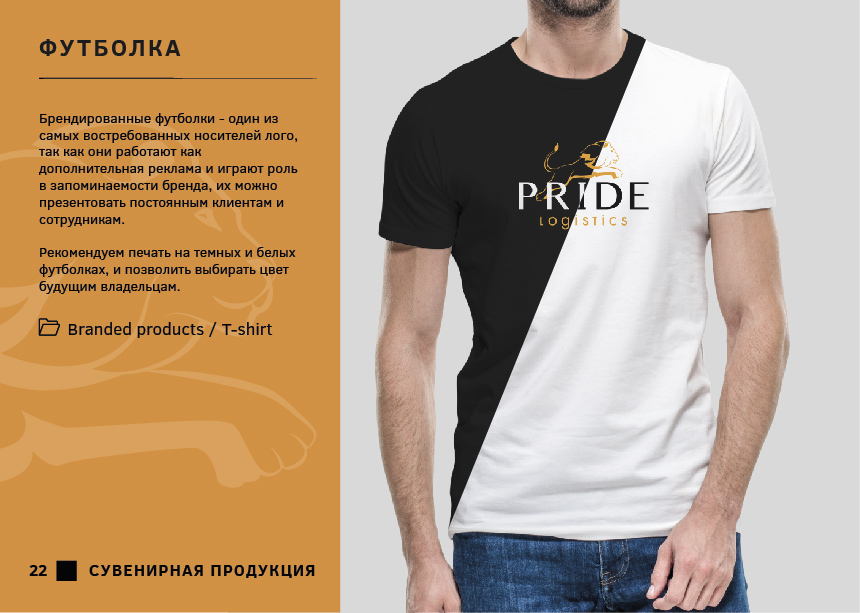 ФУТБОЛКА
Брендированные футболки - один из
самых востребованных носителей лого,
так как они работают как
дополнительная реклама и играют роль
в запоминаемости бренда, их можно
презентовать постоянным клиентам и
сотрудникам.
Рекомендуем печать на темных и белых
футболках, и позволить выбирать цвет
будущим владельцам.
Branded products / T-shirt
22 СУВЕНИРНАЯ ПРОДУКЦИЯ
PRIDE
Logistics